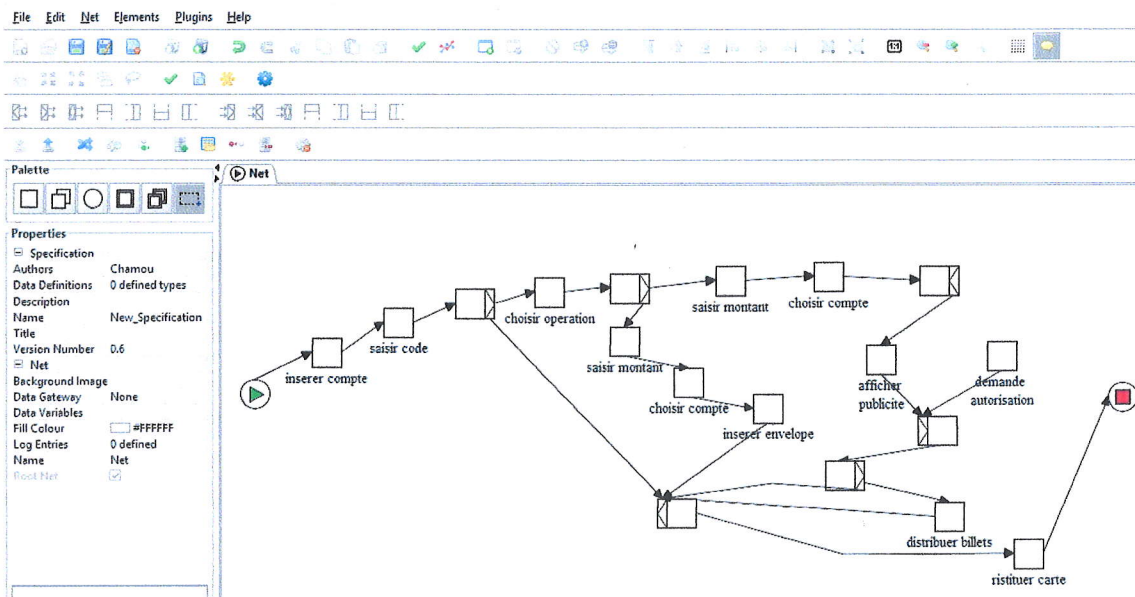 File Edit Net Elements Plugins Help
1:1
Palette
Net
Properties
Specification
Authors Chamou
Data Definitions 0 defined types
Description
Name New_Specification
Title
Version Number 0.6
Net
Background Image
Data Gateway None
Data Variables
Fill Colour #FFFFFF
Log Entries 0 defined
Name Net
Root Net
inserer compte
saisir code
choisir operation
saisir montant
choisir compte
saisir montant
choisir compte
inserer envelope
afficher
publicite
demande
autorisation
distribuer billets
ristituer carte